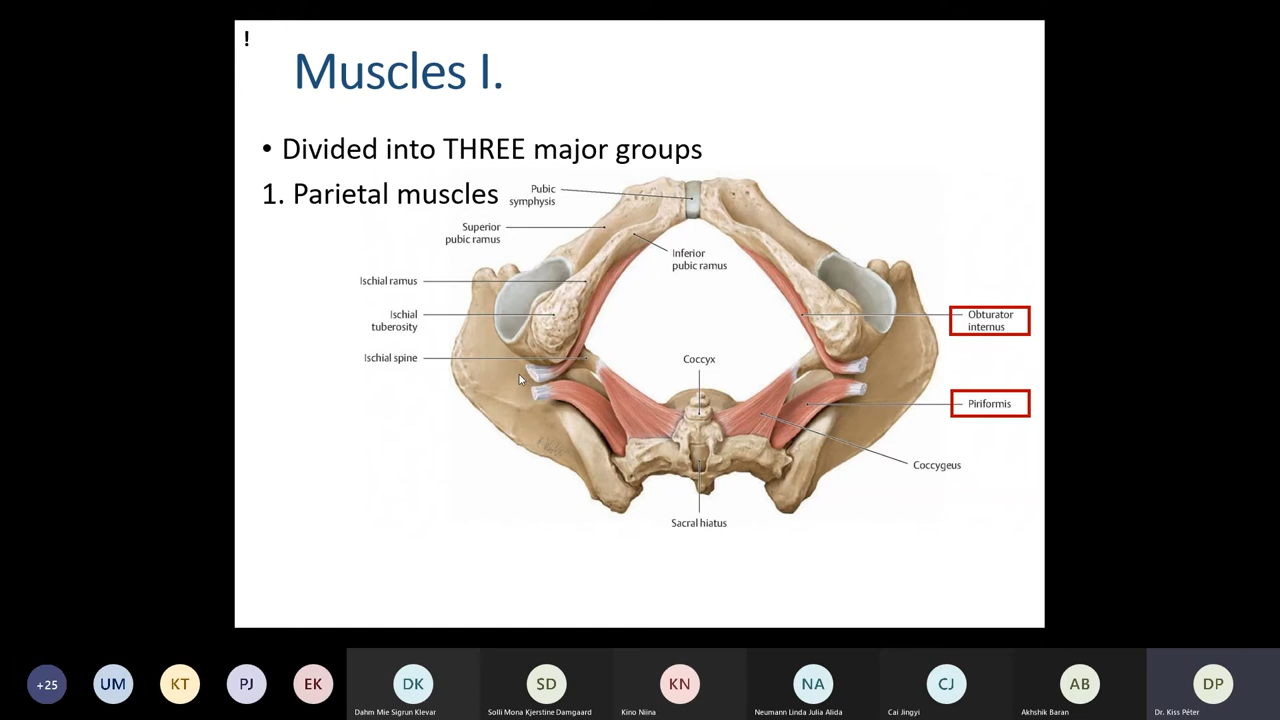 !
Muscles I.
• Divided into THREE major groups
1. Parietal muscles
Pubic
symphysis
Superior
pubic ramus
Inferior
pubic ramus
Ischial ramus
Ischial
tuberosity
Obturator
internus
Ischial spine
Coccyx
Piriformis
Coccygeus
Sacral hiatus
+25
UM
KT
PJ
EK
DK
SD
KN
NA
CJ
AB
DP
Dahm Mie Sigrun Klevar
Solli Mona Kjerstine Damgaard
Kino Niina
Neumann Linda Julia Alida
Cai Jingyi
Akhshik Baran
Dr. Kiss Péter